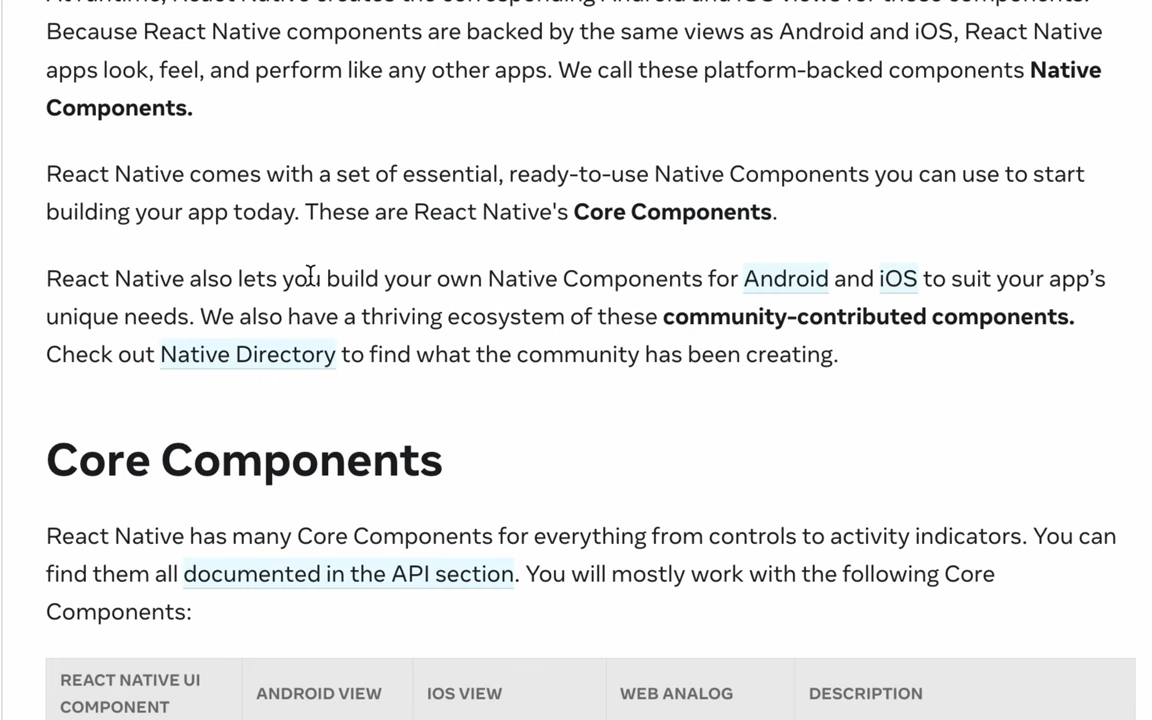 Because React Native components are backed by the same views as Android and iOS, React Native
apps look, feel, and perform like any other apps. We call these platform-backed components Native
Components.
React Native comes with a set of essential, ready-to-use Native Components you can use to start
building your app today. These are React Native's Core Components.
React Native also lets you build your own Native Components for Android and iOS to suit your app’s
unique needs. We also have a thriving ecosystem of these community-contributed components.
Check out Native Directory to find what the community has been creating.
Core Components
React Native has many Core Components for everything from controls to activity indicators. You can
find them all documented in the API section. You will mostly work with the following Core
Components:
REACT NATIVE UI
COMPONENT
ANDROID VIEW
IOS VIEW
WEB ANALOG
DESCRIPTION